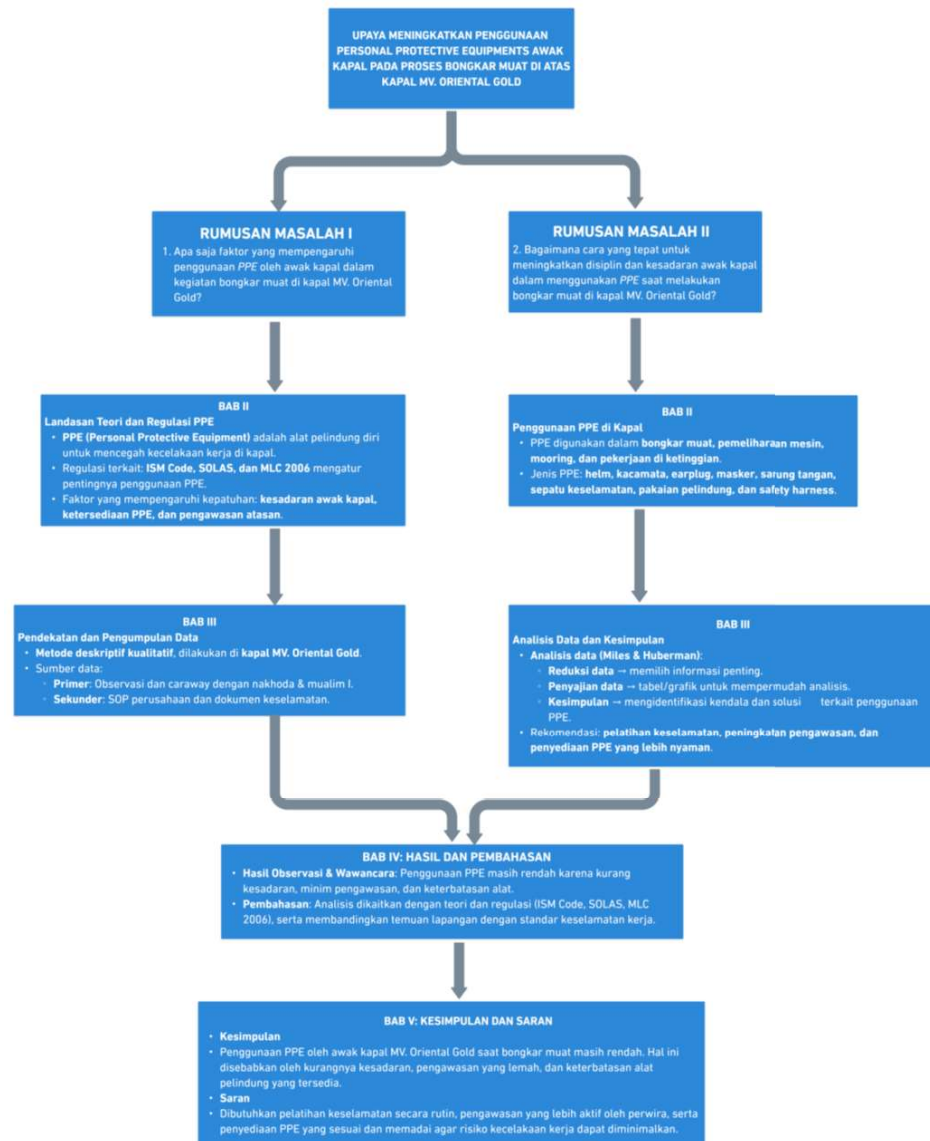 UPAYA MENINGKATKAN PENGGUNAAN
PERSONAL PROTECTIVE EQUIPMENTS AWAK
KAPAL PADA PROSES BONGKAR MUAT DI ATAS
KAPAL MV. ORIENTAL GOLD
RUMUSAN MASALAH I
1. Apa saja faktor yang mempengaruhi
penggunaan PPE oleh awak kapal dalam
kegiatan bongkar muat di kapal MV. Oriental
Gold?
RUMUSAN MASALAH II
2. Bagaimana cara yang tepat untuk
meningkatkan disiplin dan kesadaran awak kapal
dalam menggunakan PPE saat melakukan
bongkar muat di kapal MV. Oriental Gold?
BAB II
Landasan Teori dan Regulasi PPE
• PPE (Personal Protective Equipment) adalah alat pelindung diri
untuk mencegah kecelakaan kerja di kapal.
• Regulasi terkait: ISM Code, SOLAS, dan MLC 2006 mengatur
pentingnya penggunaan PPE.
• Faktor yang mempengaruhi kepatuhan: kesadaran awak kapal,
ketersediaan PPE, dan pengawasan atasan.
BAB II
Penggunaan PPE di Kapal
• PPE digunakan dalam bongkar muat, pemeliharaan mesin,
mooring, dan pekerjaan di ketinggian.
• Jenis PPE: helm, kacamata, earplug, masker, sarung tangan,
sepatu keselamatan, pakaian pelindung, dan safety harness.
BAB III
Pendekatan dan Pengumpulan Data
• Metode deskriptif kualitatif, dilakukan di kapal MV. Oriental Gold.
• Sumber data:
◦ Primer: Observasi dan caraway dengan nakhoda & mualim I.
◦ Sekunder: SOP perusahaan dan dokumen keselamatan.
BAB III
Analisis Data dan Kesimpulan
• Analisis data (Miles & Huberman):
◦ Reduksi data → memilih informasi penting.
◦ Penyajian data → tabel/grafik untuk mempermudah analisis.
◦ Kesimpulan → mengidentifikasi kendala dan solusi terkait penggunaan
PPE.
• Rekomendasi: pelatihan keselamatan, peningkatan pengawasan, dan
penyediaan PPE yang lebih nyaman.
BAB IV: HASIL DAN PEMBAHASAN
• Hasil Observasi & Wawancara: Penggunaan PPE masih rendah karena kurang
kesadaran, minim pengawasan, dan keterbatasan alat.
• Pembahasan: Analisis dikaitkan dengan teori dan regulasi (ISM Code, SOLAS, MLC
2006), serta membandingkan temuan lapangan dengan standar keselamatan kerja.
BAB V: KESIMPULAN DAN SARAN
• Kesimpulan
• Penggunaan PPE oleh awak kapal MV. Oriental Gold saat bongkar muat masih rendah. Hal ini
disebabkan oleh kurangnya kesadaran, pengawasan yang lemah, dan keterbatasan alat
pelindung yang tersedia.
• Saran
• Dibutuhkan pelatihan keselamatan secara rutin, pengawasan yang lebih aktif oleh perwira, serta
penyediaan PPE yang sesuai dan memadai agar risiko kecelakaan kerja dapat diminimalkan.